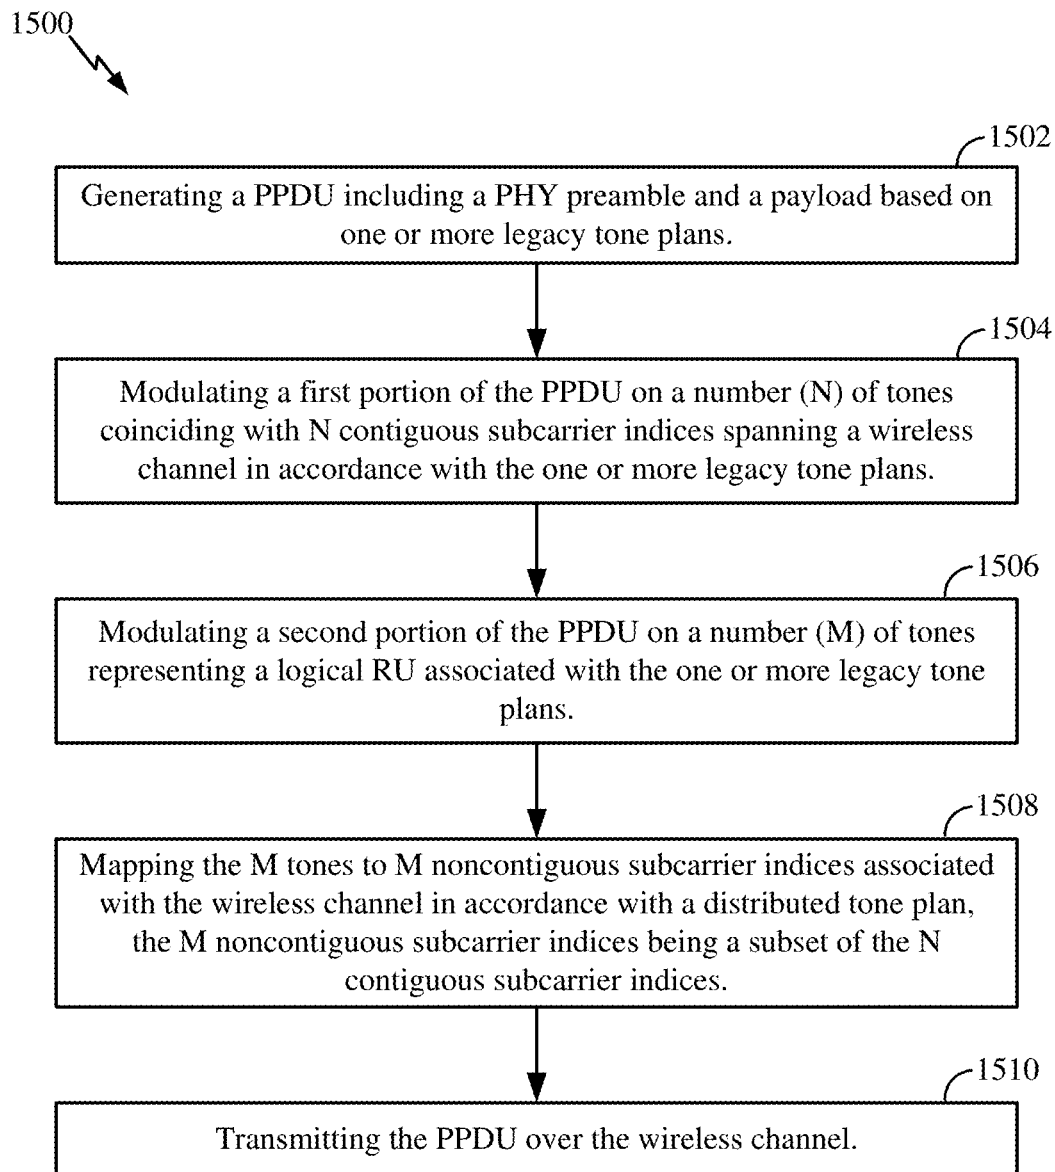 1500
1502
Generating a PPDU including a PHY preamble and a payload based on
one or more legacy tone plans.
1504
Modulating a first portion of the PPDU on a number (N) of tones
coinciding with N contiguous subcarrier indices spanning a wireless
channel in accordance with the one or more legacy tone plans.
1506
Modulating a second portion of the PPDU on a number (M) of tones
representing a logical RU associated with the one or more legacy tone
plans.
1508
Mapping the M tones to M noncontiguous subcarrier indices associated
with the wireless channel in accordance with a distributed tone plan,
the M noncontiguous subcarrier indices being a subset of the N
contiguous subcarrier indices.
1510
Transmitting the PPDU over the wireless channel.